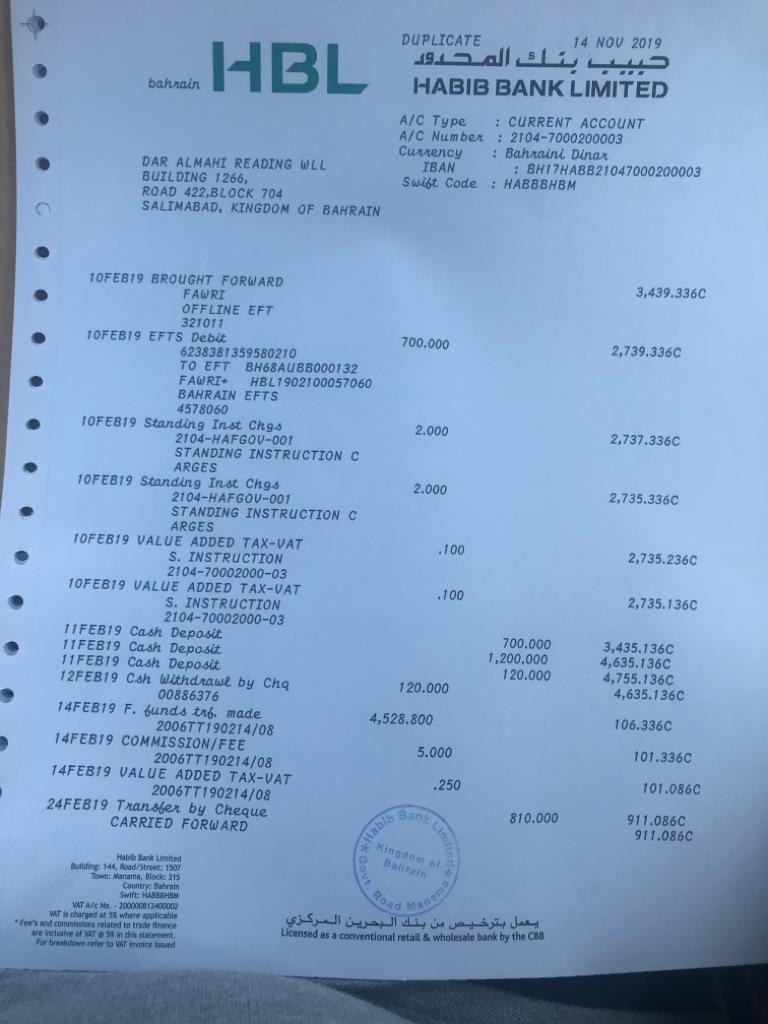 DUPLICATE 14 NOV 2019
bahrain HBL
حبيب بنك المحدود
HABIB BANK LIMITED
A/C Type : CURRENT ACCOUNT
A/C Number : 2104-7000200003
Currency : Bahraini Dinar
IBAN : BH17HABB21047000200003
Swift Code : HABBBHBM
DAR ALMAHI READING WLL
BUILDING 1266,
ROAD 422,BLOCK 704
SALIMABAD, KINGDOM OF BAHRAIN
10FEB19 BROUGHT FORWARD 3,439.336C
FAWRI
OFFLINE EFT
321011
10FEB19 EFTS Debit 700.000 2,739.336C
6238381359580210
TO EFT BH68AUBB000132
FAWRI+ HBL1902100057060
BAHRAIN EFTS
4578060
10FEB19 Standing Inst Chgs 2.000 2,737.336C
2104-HAFGOV-001
STANDING INSTRUCTION C
ARGES
10FEB19 Standing Inst Chgs 2.000 2,735.336C
2104-HAFGOV-001
STANDING INSTRUCTION C
ARGES
10FEB19 VALUE ADDED TAX-VAT .100 2,735.236C
S. INSTRUCTION
2104-70002000-03
10FEB19 VALUE ADDED TAX-VAT .100 2,735.136C
S. INSTRUCTION
2104-70002000-03
11FEB19 Cash Deposit 700.000 3,435.136C
11FEB19 Cash Deposit 1,200.000 4,635.136C
11FEB19 Cash Deposit 120.000 4,755.136C
12FEB19 Csh Withdrawl by Chq 120.000 4,635.136C
00886376
14FEB19 F. funds trf. made 4,528.800 106.336C
2006TT190214/08
14FEB19 COMMISSION/FEE 5.000 101.336C
2006TT190214/08
14FEB19 VALUE ADDED TAX-VAT .250 101.086C
2006TT190214/08
24FEB19 Transfer by Cheque 810.000 911.086C
CARRIED FORWARD 911.086C
Habib Bank Limited
Kingdom of
Bahrain
Govt. Road Manama
Habib Bank Limited
Building: 144, Road/Street: 1507
Town: Manama, Block: 315
Country: Bahrain
Swift: HABBBHBM
VAT A/c No. - 200000812400002
VAT is charged at 5% where applicable
* Fee's and commissions related to trade finance
are inclusive of VAT @ 5% in this statement.
For breakdown refer to VAT invoice issued
يعمل بترخيص من بنك البحرين المركزي
Licensed as a conventional retail & wholesale bank by the CBB